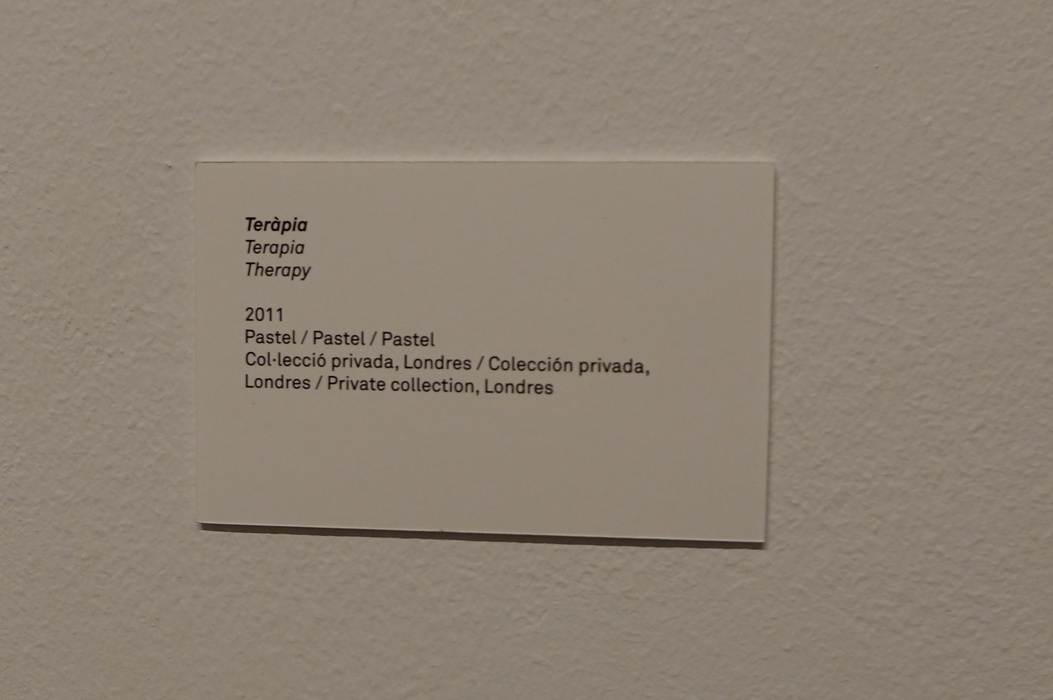 Teràpia
Terapia
Therapy
2011
Pastel / Pastel / Pastel
Col·lecció privada, Londres / Colección privada,
Londres / Private collection, Londres